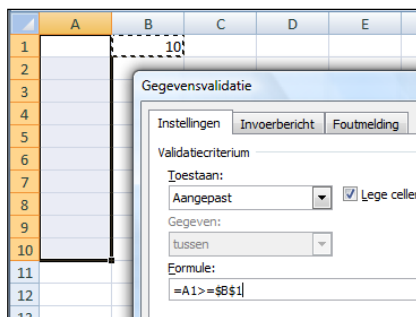 A B C D E
1 10
2
3
4
5
6
7
8
9
10
11
12
Gegevensvalidatie
Instellingen Invoerbericht Foutmelding
Validatiecriterium
Toestaan:
Aangepast Lege celle
Gegeven:
tussen
Formule:
=A1>=$B$1